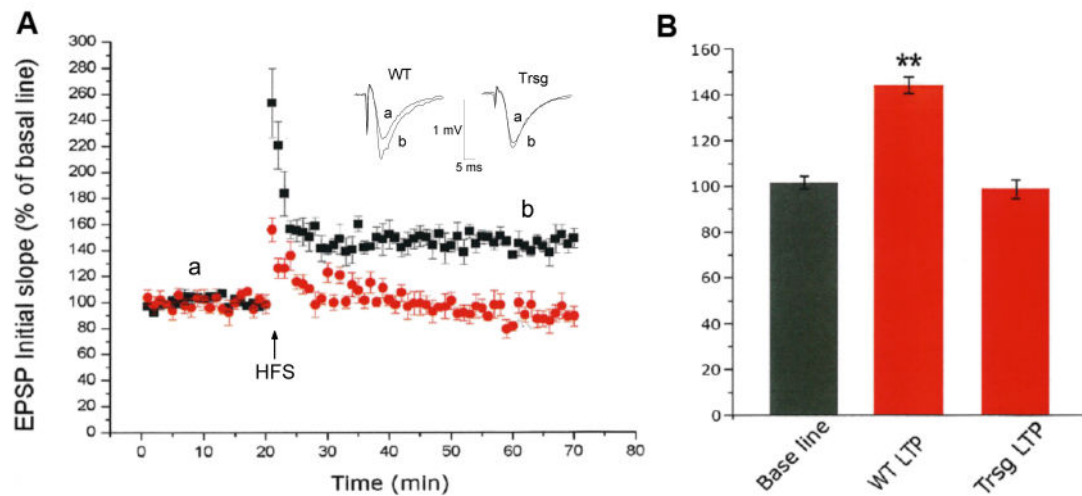 A
EPSP Initial slope (% of basal line)
300
280
260
240
220
200
180
160
140
120
100
80
60
40
20
0
0
10
20
30
40
50
60
70
80
Time (min)
a
b
HFS
WT
a
b
1 mV
5 ms
Trsg
a
b
B
160
140
120
100
80
60
40
20
0
**
Base line
WT LTP
Trsg LTP